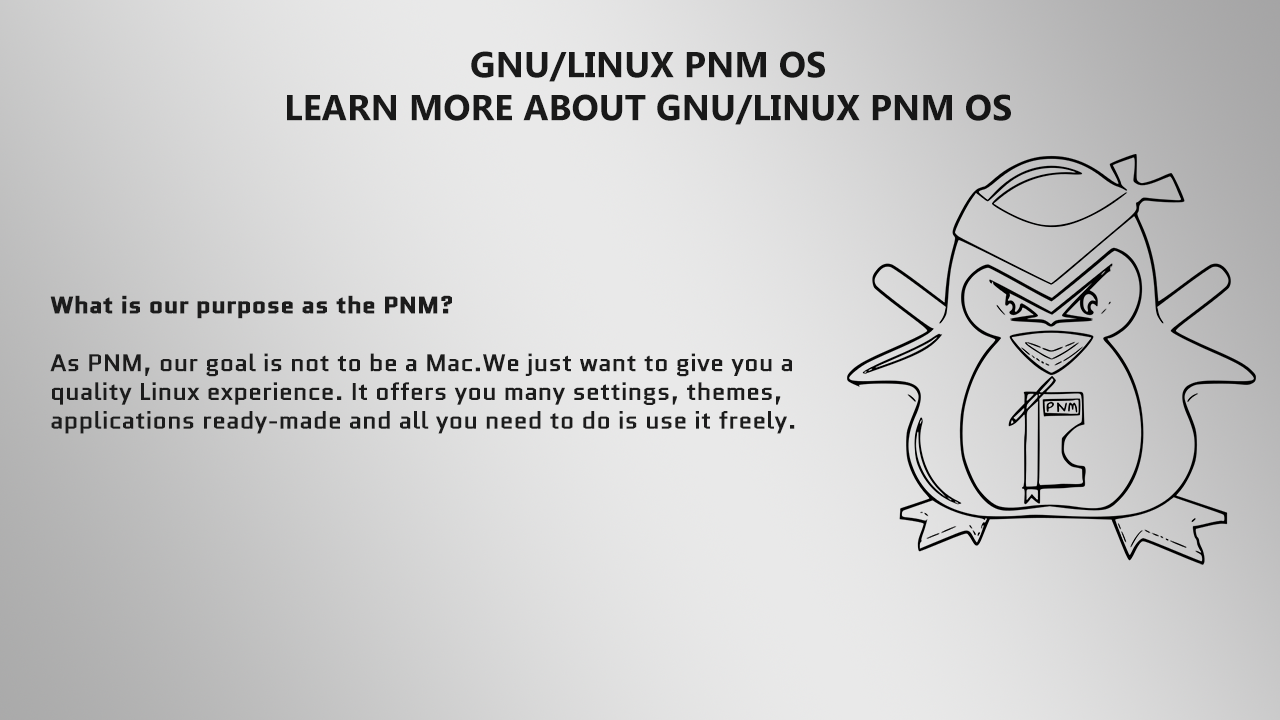 GNU/LINUX PNM OS
LEARN MORE ABOUT GNU/LINUX PNM OS
What is our purpose as the PNM?
As PNM, our goal is not to be a Mac.We just want to give you a
quality Linux experience. It offers you many settings, themes,
applications ready-made and all you need to do is use it freely.
PNM